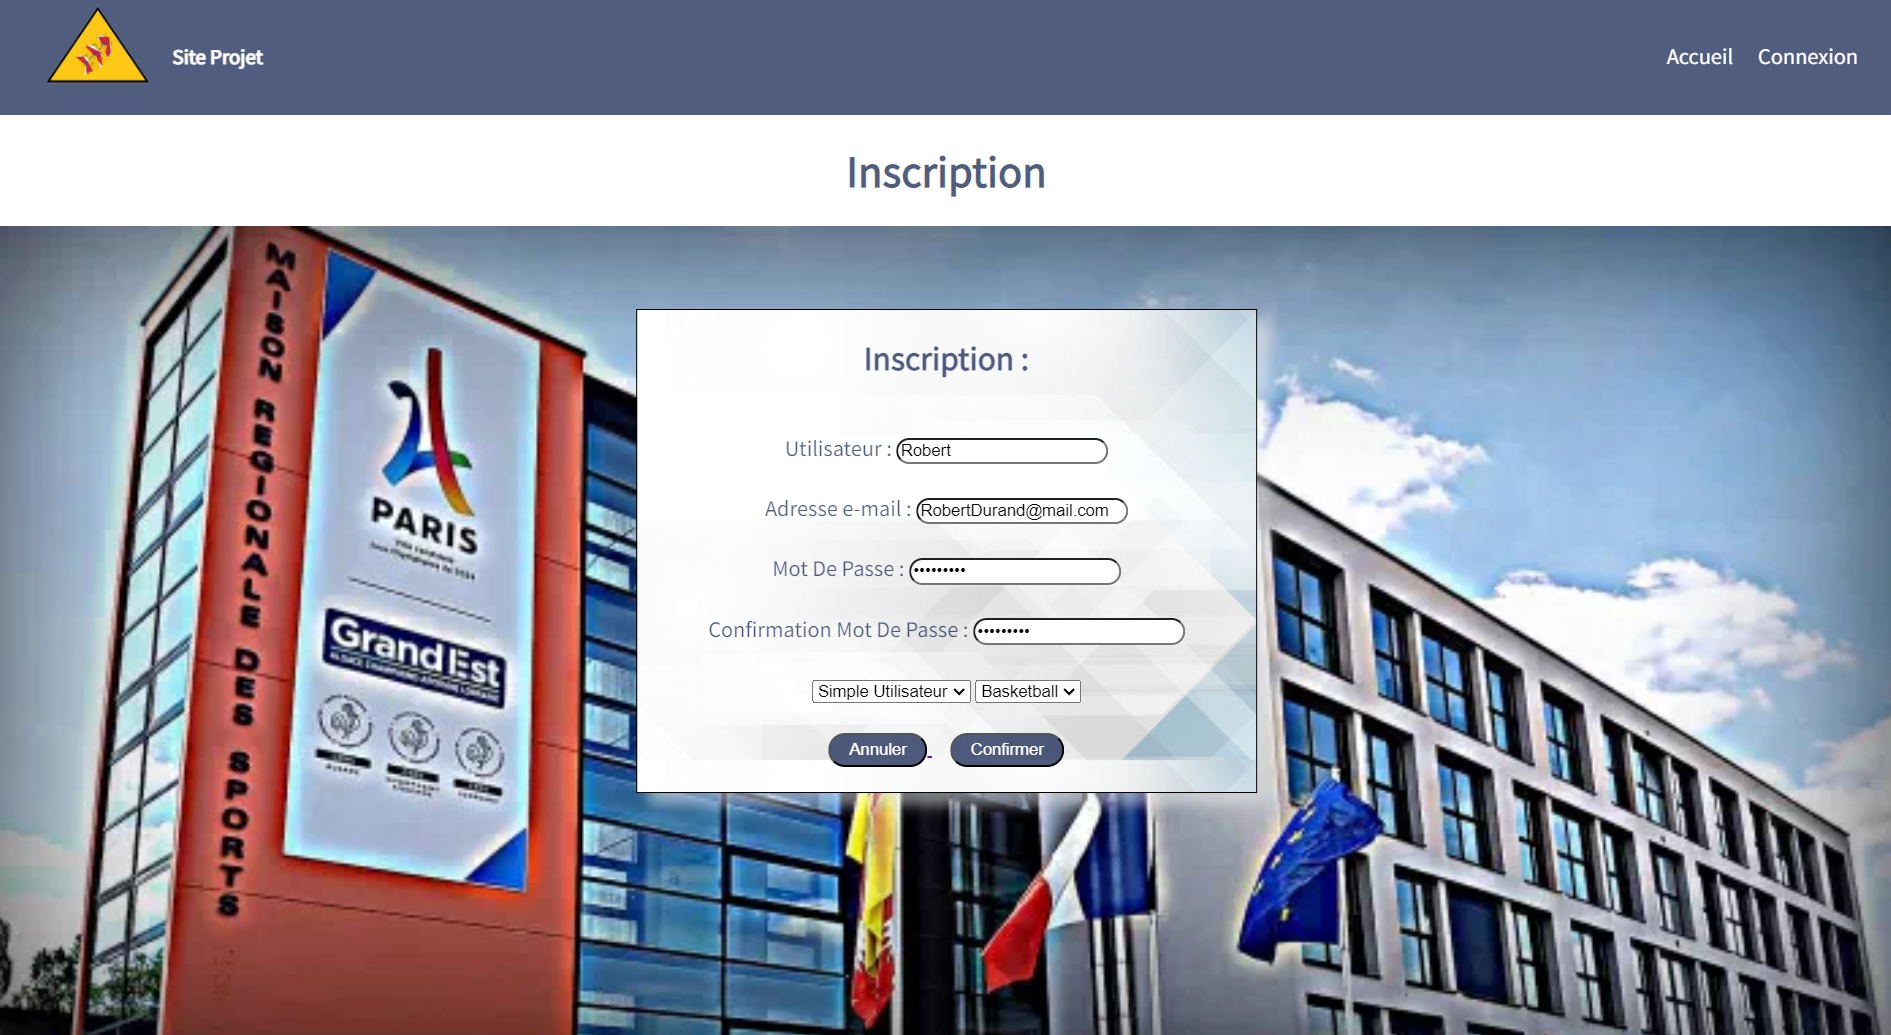 Site Projet
Accueil Connexion
Inscription
MAISON REGIONALE DES SPORTS
PARIS
Grand Est
Inscription :
Utilisateur : Robert
Adresse e-mail : RobertDurand@mail.com
Mot De Passe : •••••••••
Confirmation Mot De Passe : •••••••••
Simple Utilisateur Basketball
Annuler Confirmer